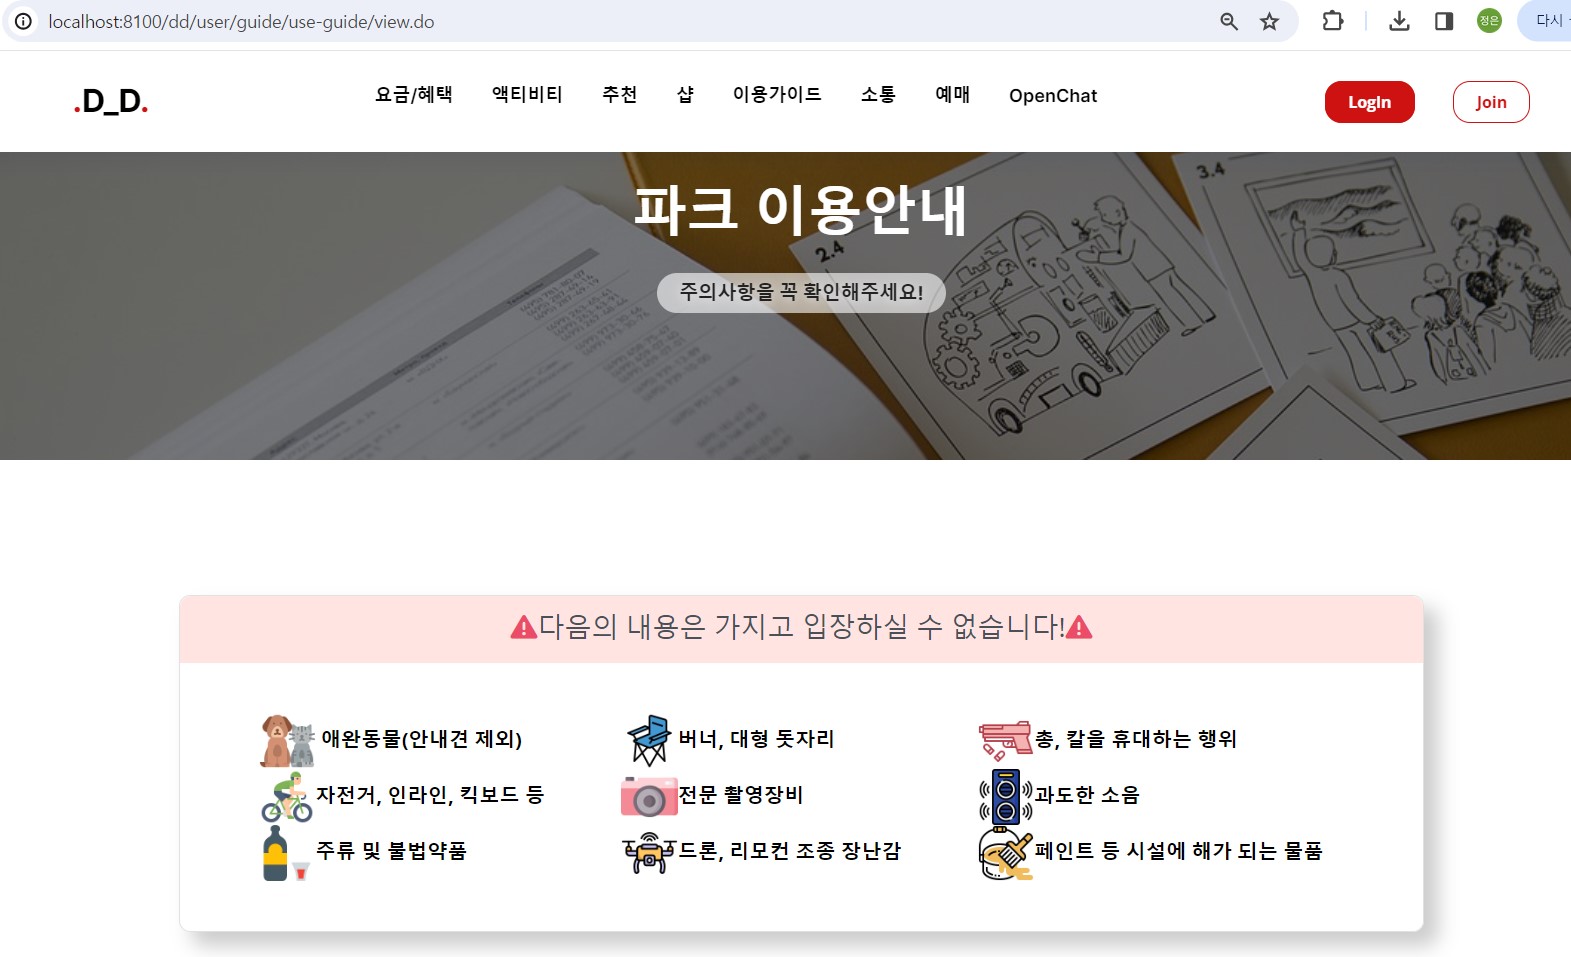 localhost:8100/dd/user/guide/use-guide/view.do
정은
다시
.D_D.
요금/혜택 액티비티 추천 샵 이용가이드 소통 예매 OpenChat
LogIn
Join
파크 이용안내
주의사항을 꼭 확인해주세요!
2.4
3.4
다음의 내용은 가지고 입장하실 수 없습니다!
애완동물(안내견 제외) 버너, 대형 돗자리 총, 칼을 휴대하는 행위
자전거, 인라인, 킥보드 등 전문 촬영장비 과도한 소음
주류 및 불법약품 드론, 리모컨 조종 장난감 페인트 등 시설에 해가 되는 물품